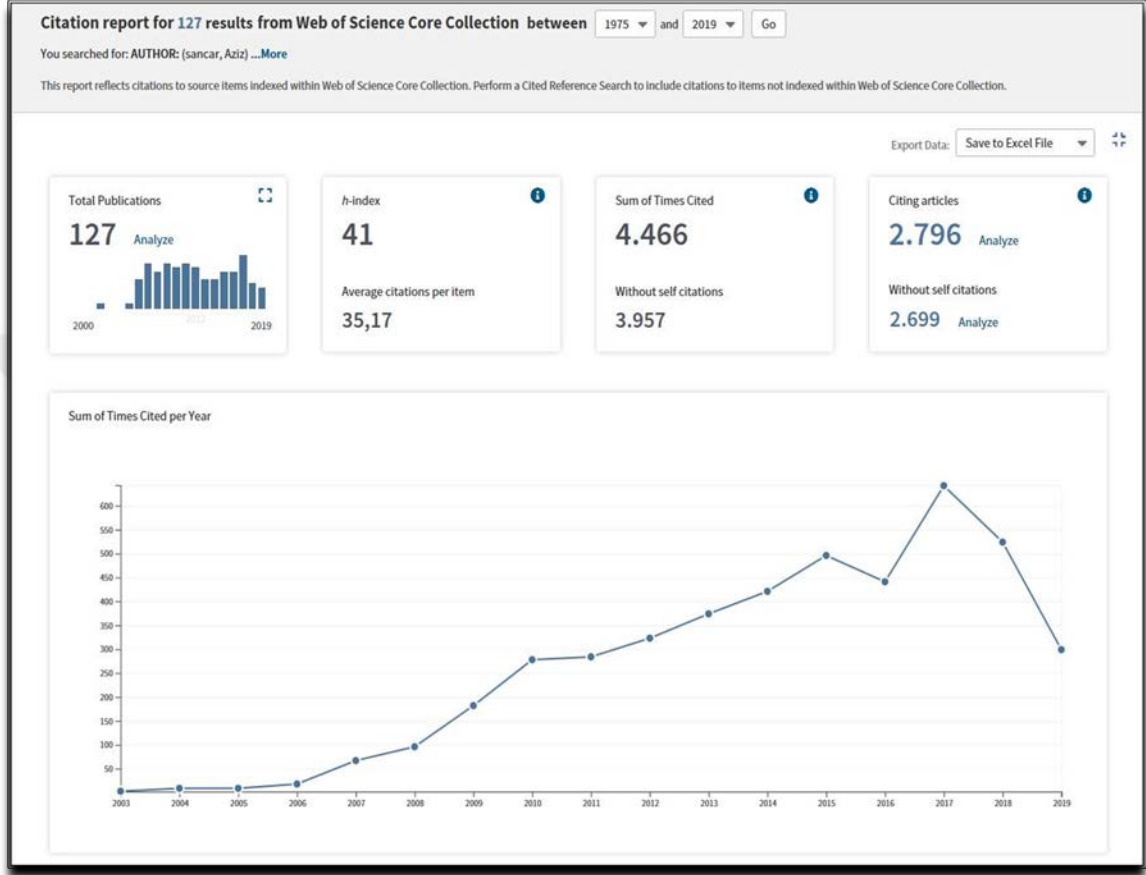 Citation report for 127 results from Web of Science Core Collection between 1975 and 2019 Go
You searched for: AUTHOR: (sancar, Aziz) ...More
This report reflects citations to source items indexed within Web of Science Core Collection. Perform a Cited Reference Search to include citations to items not indexed within Web of Science Core Collection.
Export Data: Save to Excel File
Total Publications
127 Analyze
2000 2019
h-index
41
Average citations per item
35,17
Sum of Times Cited
4.466
Without self citations
3.957
Citing articles
2.796 Analyze
Without self citations
2.699 Analyze
Sum of Times Cited per Year
600
550
500
450
400
350
300
250
200
150
100
50
2003 2004 2005 2006 2007 2008 2009 2010 2011 2012 2013 2014 2015 2016 2017 2018 2019